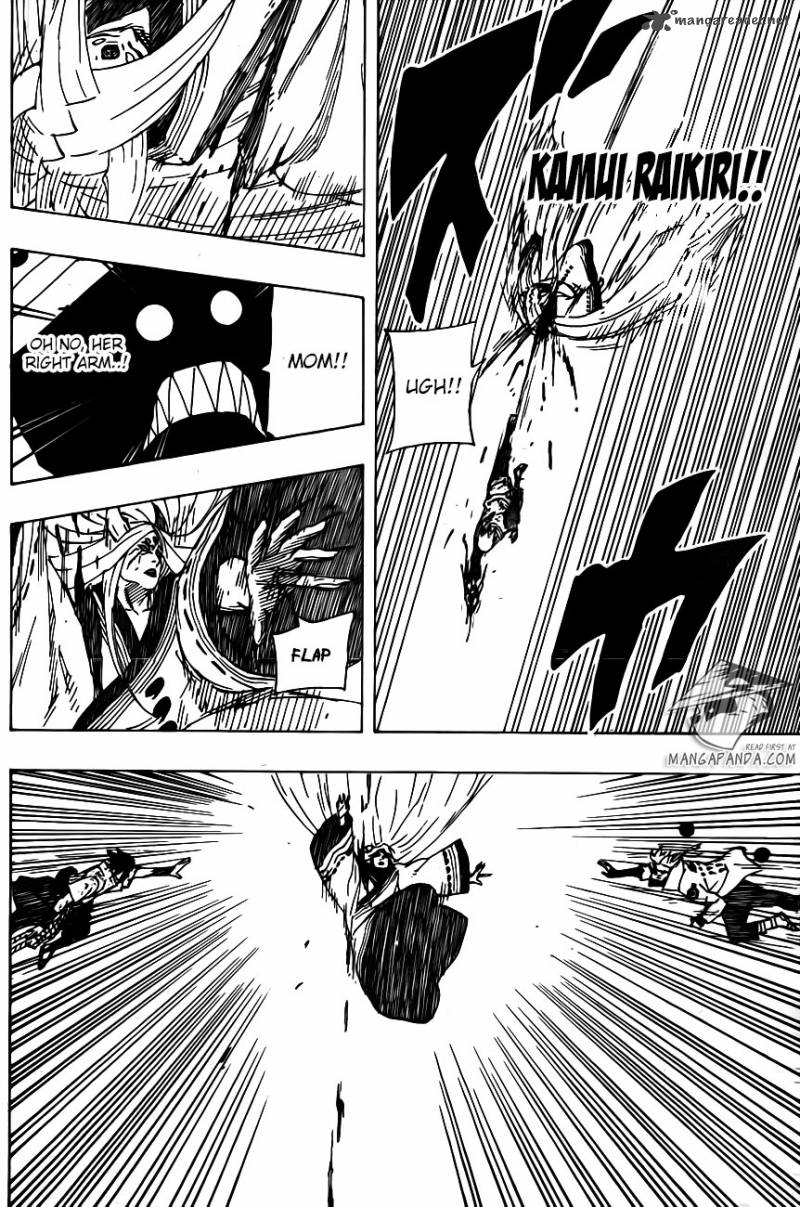 mangareader.net
KAMUI RAIKIRI!!
UGH!!
OH NO, HER
RIGHT ARM..!
MOM!!
FLAP
READ FIRST AT
MANGAPANDA.COM